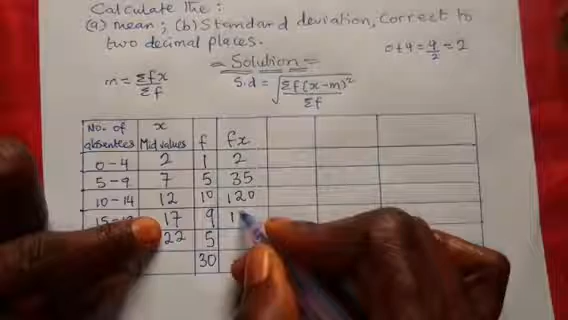 Calculate the:
(a) mean; (b) Standard deviation, correct to
two decimal places.
0+4=4/2=2
Solution
m = Σfx/Σf
S.d = √Σf(x-m)²/Σf
No. of absentees x Mid values f fx
0-4 2 1 2
5-9 7 5 35
10-14 12 10 120
17 9 1
22 5
30